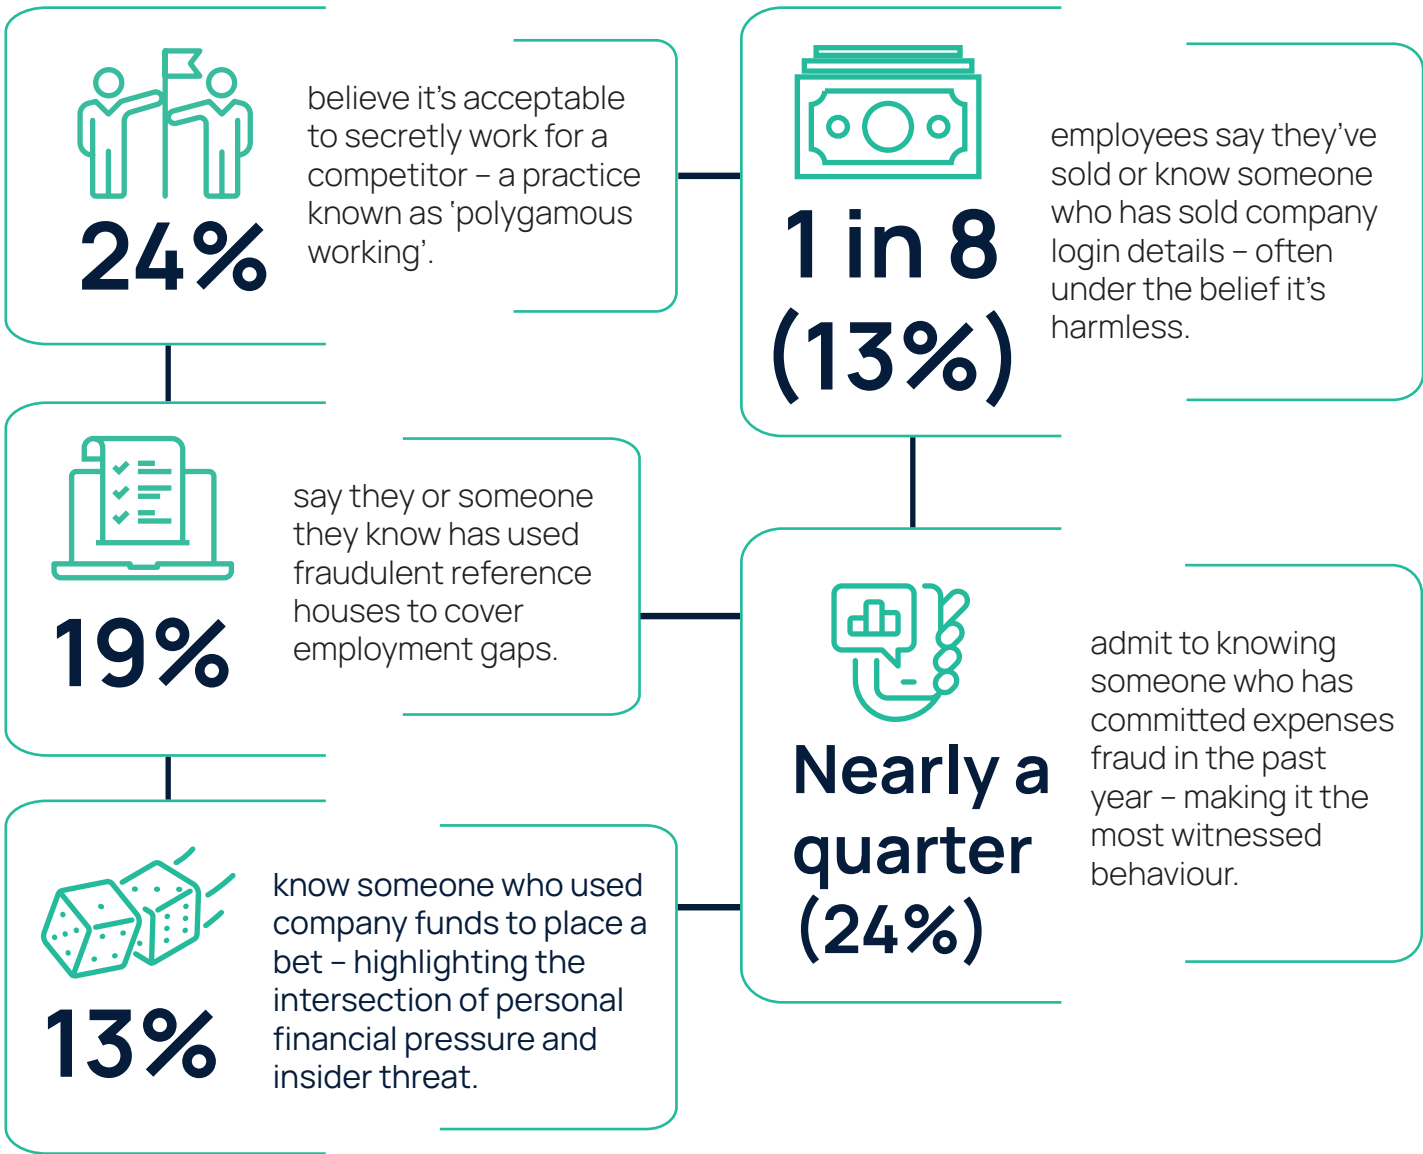 24%
believe it's acceptable
to secretly work for a
competitor – a practice
known as ‘polygamous
working’.
1 in 8
(13%)
employees say they’ve
sold or know someone
who has sold company
login details – often
under the belief it’s
harmless.
19%
say they or someone
they know has used
fraudulent reference
houses to cover
employment gaps.
Nearly a
quarter
(24%)
admit to knowing
someone who has
committed expenses
fraud in the past
year – making it the
most witnessed
behaviour.
13%
know someone who used
company funds to place a
bet – highlighting the
intersection of personal
financial pressure and
insider threat.